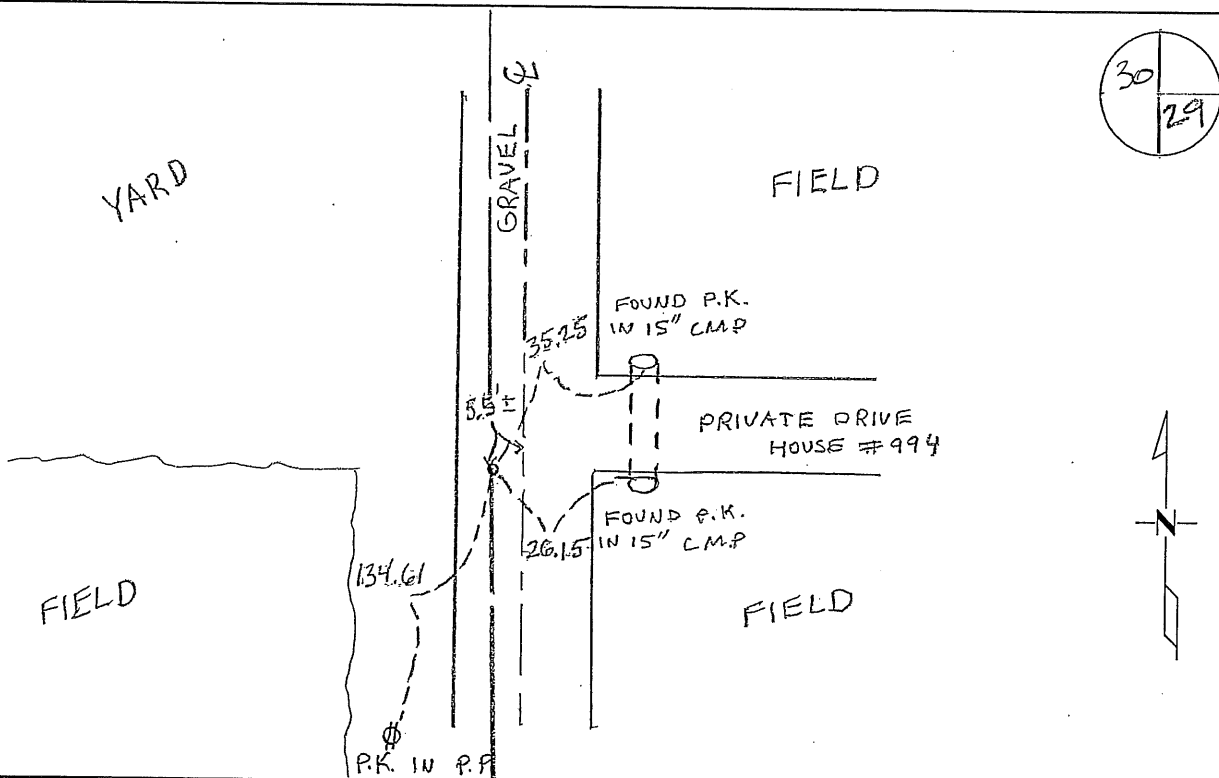 ℄
30
29
YARD
GRAVEL
FIELD
FOUND P.K.
IN 15" CMP
35.25
5.5'±
PRIVATE DRIVE
HOUSE #994
FOUND P.K.
IN 15" CMP
26.15
134.61
FIELD
FIELD
N
P.K. IN P.P